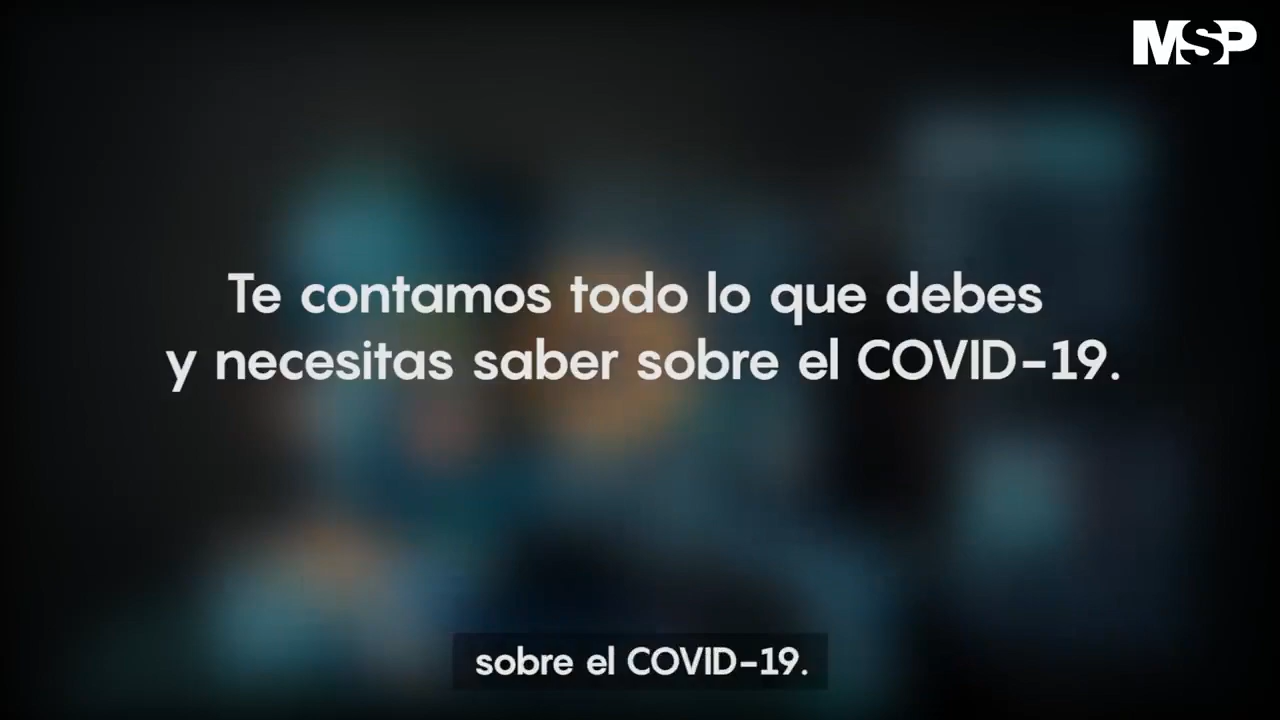 MSP
Te contamos todo lo que debes
y necesitas saber sobre el COVID-19.
sobre el COVID-19.